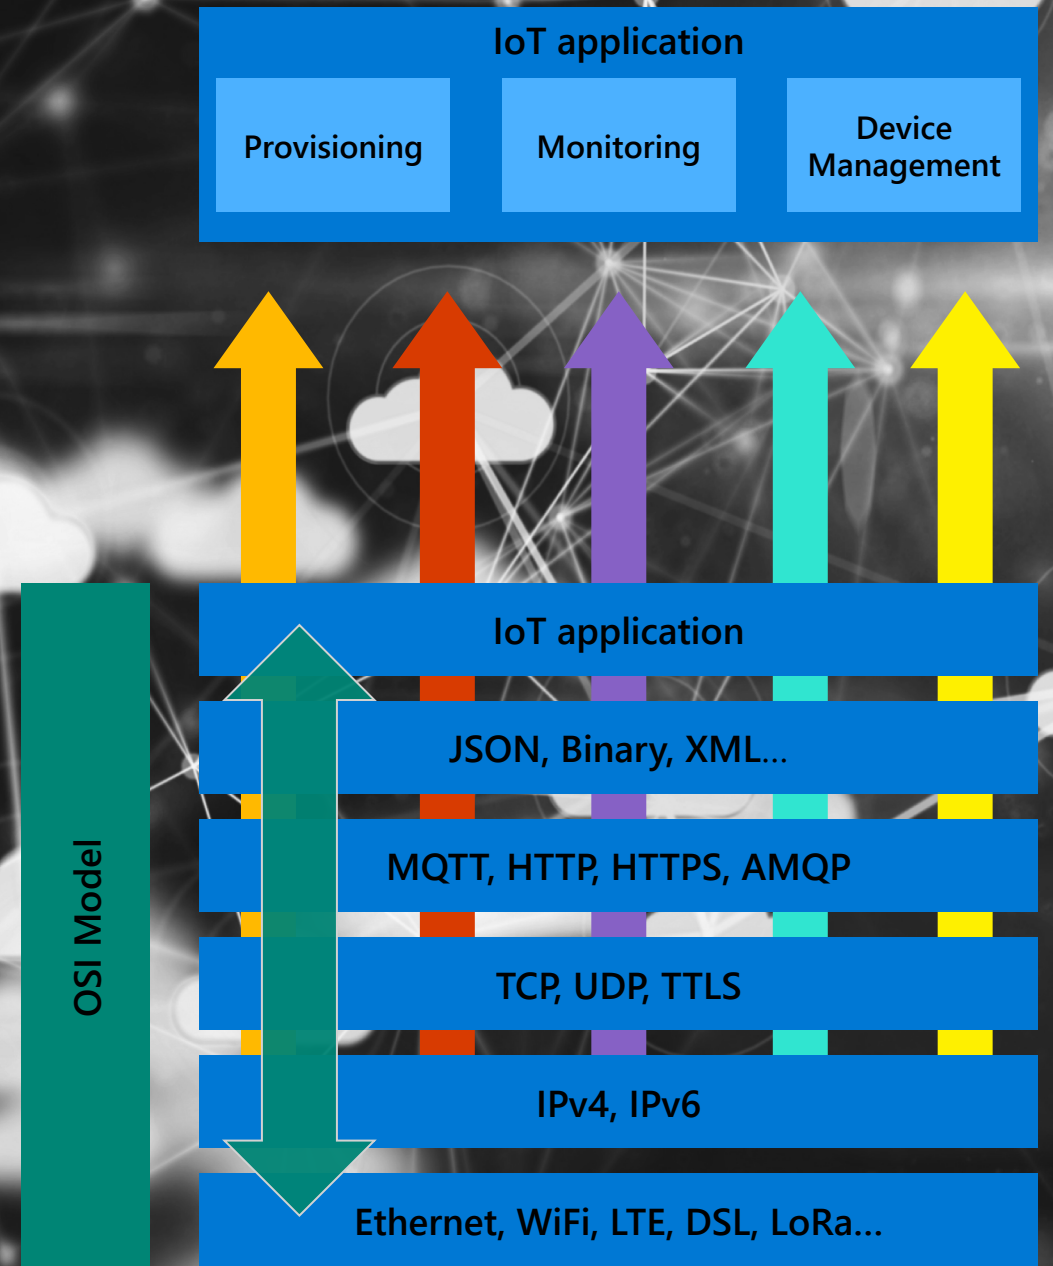 IoT application
Provisioning
Monitoring
Device
Management
OSI Model
IoT application
JSON, Binary, XML...
MQTT, HTTP, HTTPS, AMQP
TCP, UDP, TTLS
IPv4, IPv6
Ethernet, WiFi, LTE, DSL, LoRa...